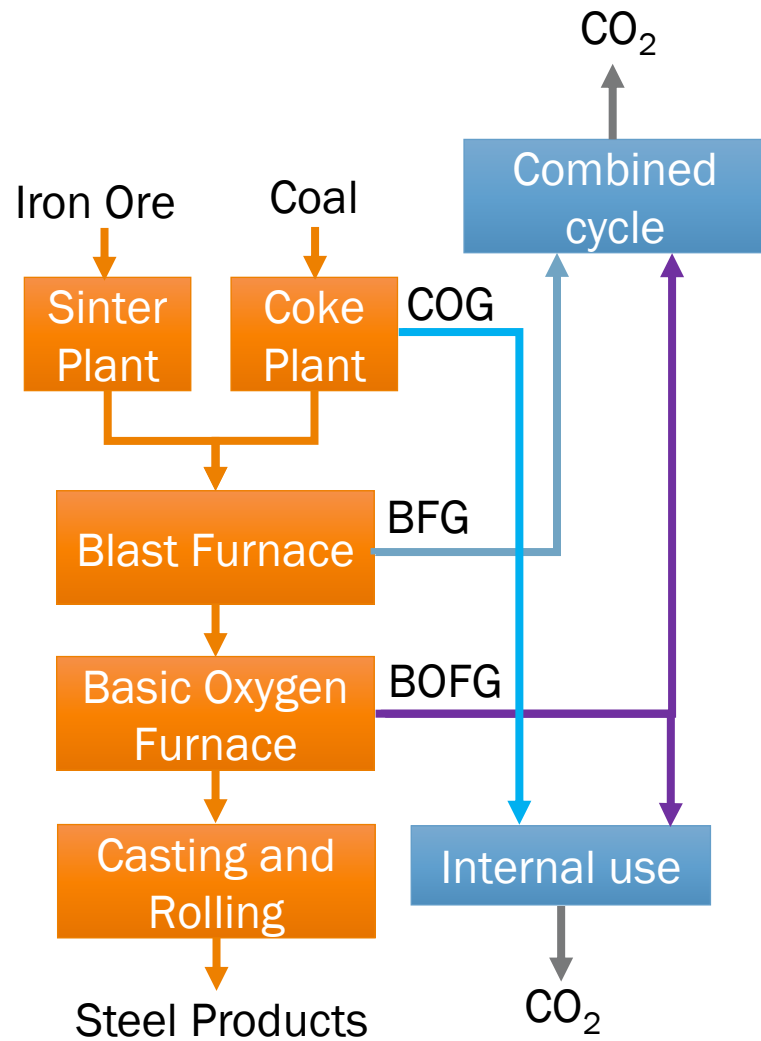 CO₂
Combined
cycle
Iron Ore
Coal
Sinter
Plant
Coke
Plant
COG
Blast Furnace
BFG
Basic Oxygen
Furnace
BOFG
Casting and
Rolling
Internal use
Steel Products
CO₂